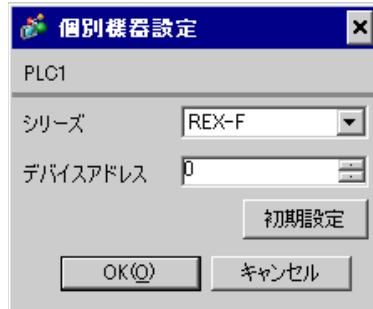 個別機器設定
PLC1
シリーズ REX-F
デバイスアドレス 0
初期設定
OK(O) キャンセル